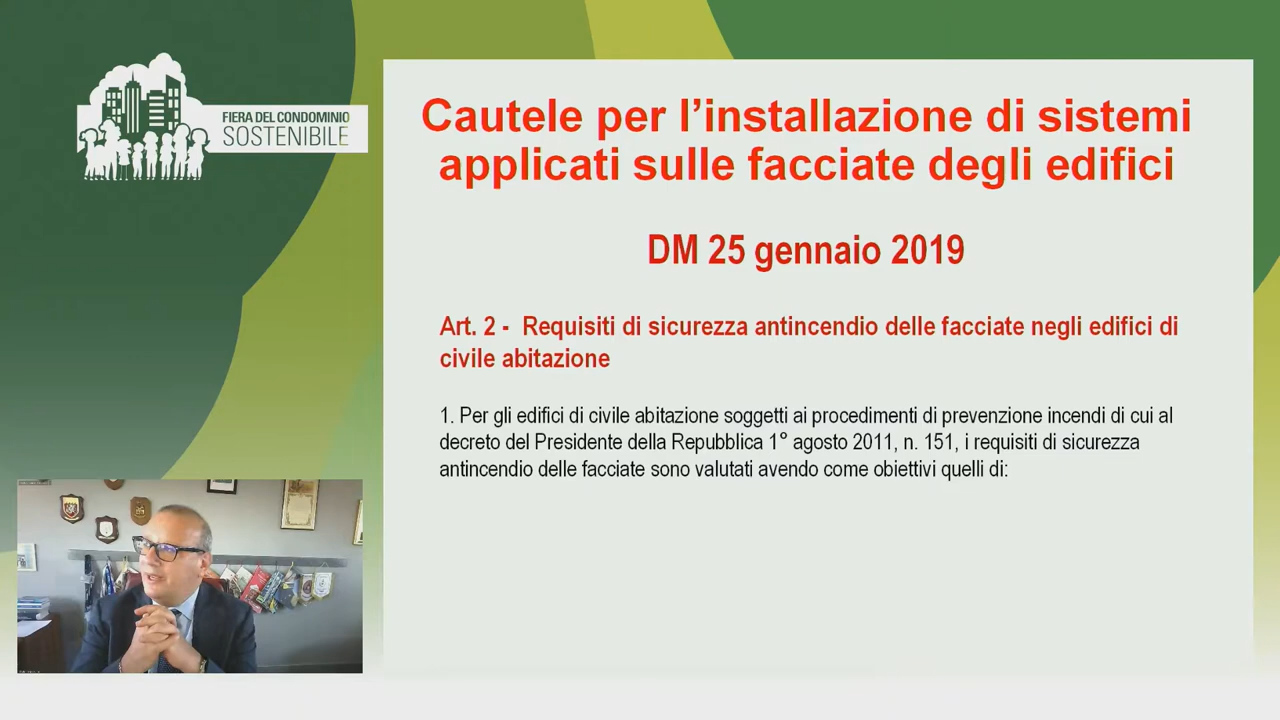 FIERA DEL CONDOMINIO
SOSTENIBILE
Cautele per l’installazione di sistemi
applicati sulle facciate degli edifici
DM 25 gennaio 2019
Art. 2 - Requisiti di sicurezza antincendio delle facciate negli edifici di
civile abitazione
1. Per gli edifici di civile abitazione soggetti ai procedimenti di prevenzione incendi di cui al
decreto del Presidente della Repubblica 1° agosto 2011, n. 151, i requisiti di sicurezza
antincendio delle facciate sono valutati avendo come obiettivi quelli di: